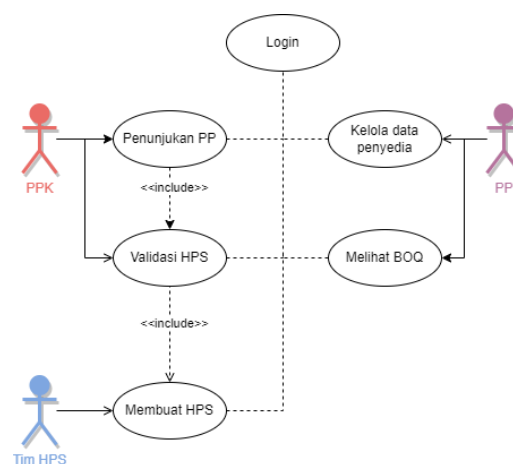 Login
Penunjukan PP
Kelola data
penyedia
PPK
PP
<<include>>
Validasi HPS
Melihat BOQ
<<include>>
Membuat HPS
Tim HPS